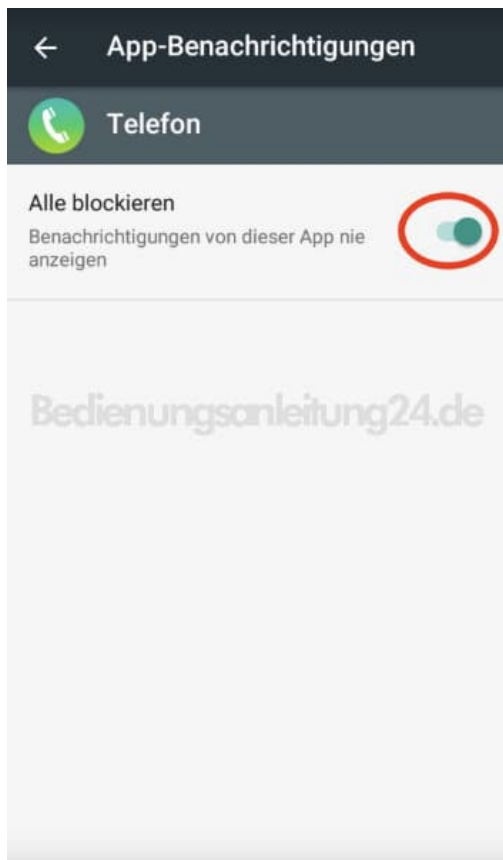 App-Benachrichtigungen
Telefon
Alle blockieren
Benachrichtigungen von dieser App nie
anzeigen
Bedienungsanleitung24.de